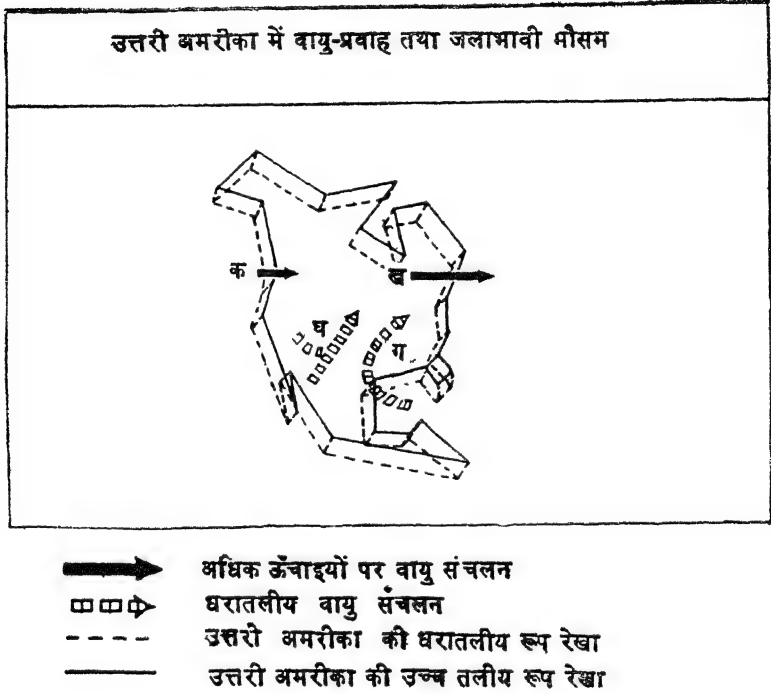 उत्तरी अमरीका में वायु-प्रवाह तथा जलाभावी मौसम
क
ख
घ
ग
अधिक ऊँचाइयों पर वायु संचलन
धरातलीय वायु संचलन
उत्तरी अमरीका की धरातलीय रूप रेखा
उत्तरी अमरीका की उच्च तलीय रूप रेखा